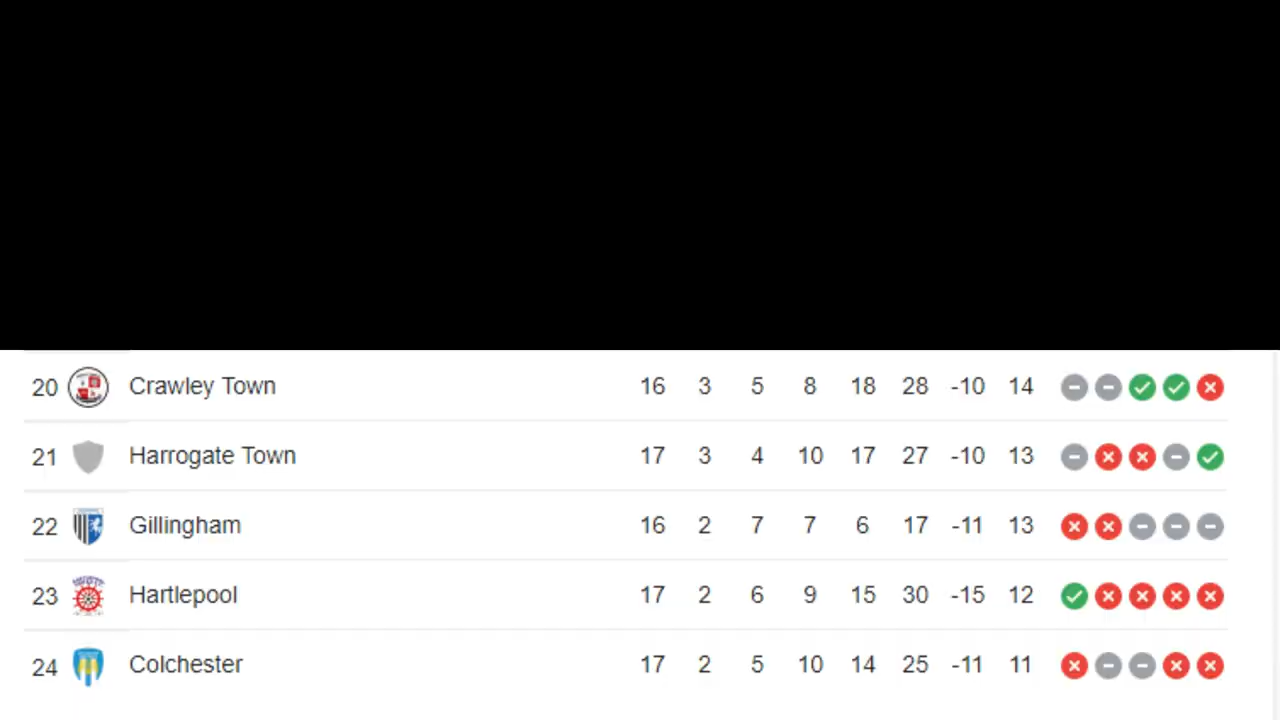 20 Crawley Town 16 3 5 8 18 28 -10 14
21 Harrogate Town 17 3 4 10 17 27 -10 13
22 Gillingham 16 2 7 7 6 17 -11 13
23 Hartlepool 17 2 6 9 15 30 -15 12
24 Colchester 17 2 5 10 14 25 -11 11